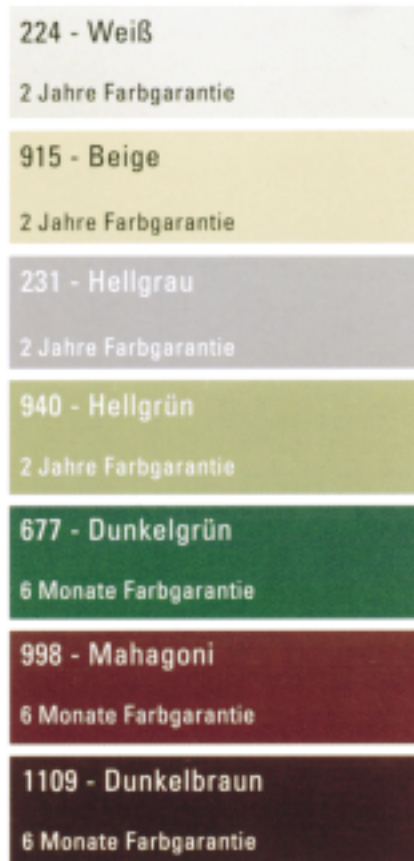 224 - Weiß
2 Jahre Farbgarantie
915 - Beige
2 Jahre Farbgarantie
231 - Hellgrau
2 Jahre Farbgarantie
940 - Hellgrün
2 Jahre Farbgarantie
677 - Dunkelgrün
6 Monate Farbgarantie
998 - Mahagoni
6 Monate Farbgarantie
1109 - Dunkelbraun
6 Monate Farbgarantie